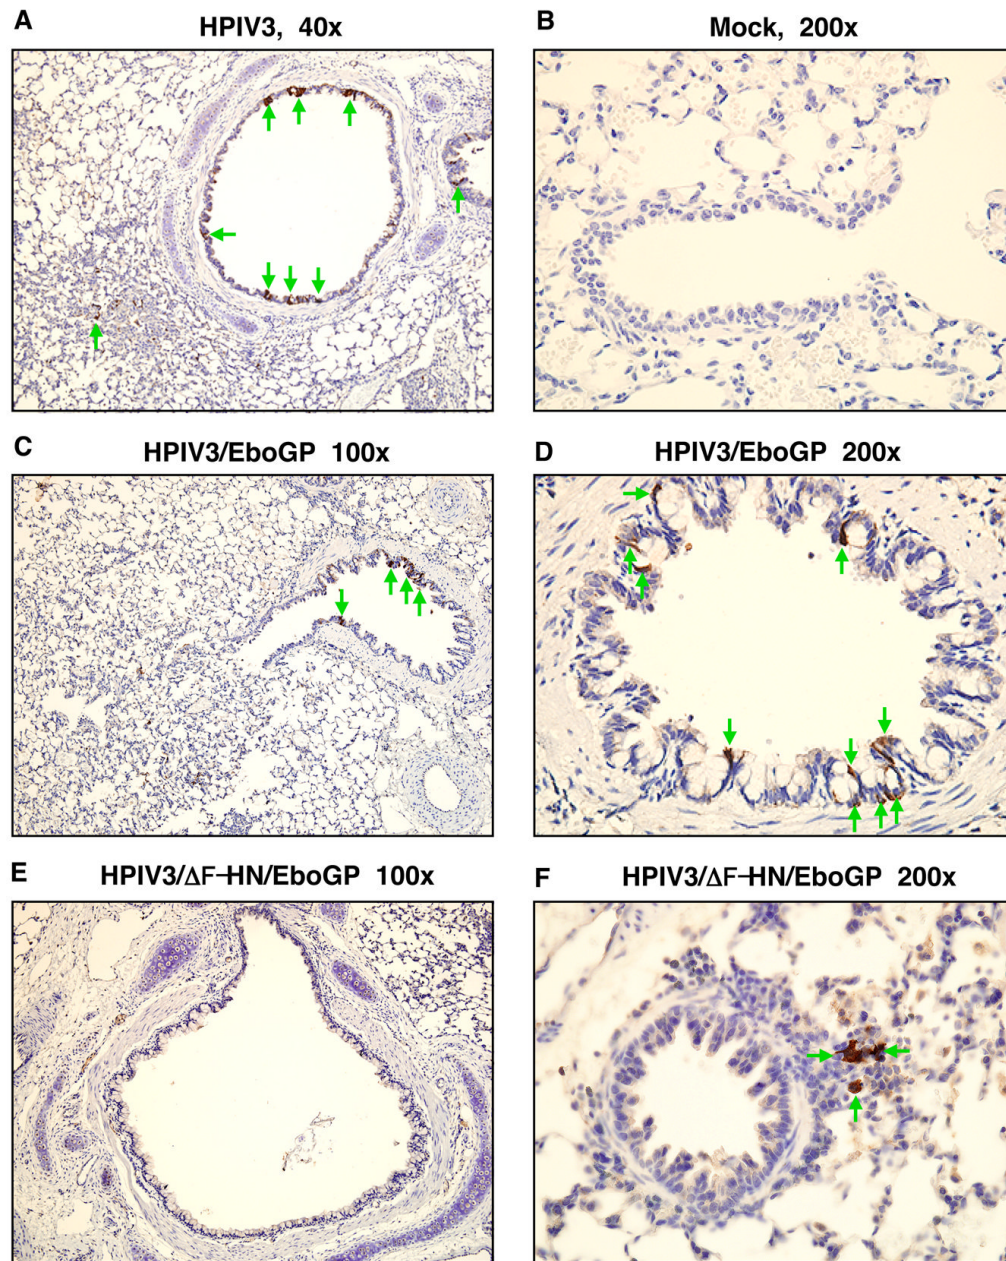 A
HPIV3, 40x
B
Mock, 200x
C
HPIV3/EboGP 100x
D
HPIV3/EboGP 200x
E
HPIV3/ΔF-HN/EboGP 100x
F
HPIV3/ΔF-HN/EboGP 200x